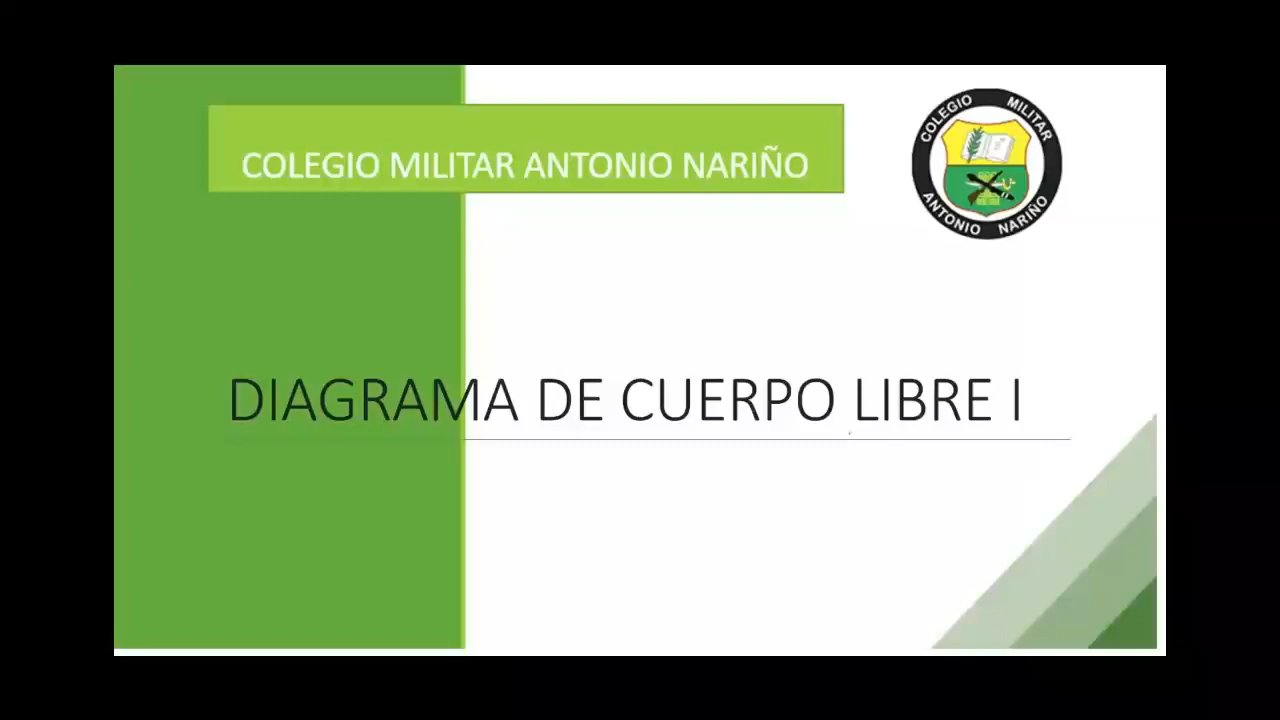 COLEGIO MILITAR ANTONIO NARIÑO
COLEGIO MILITAR
ANTONIO NARIÑO
DIAGRAMA DE CUERPO LIBRE I